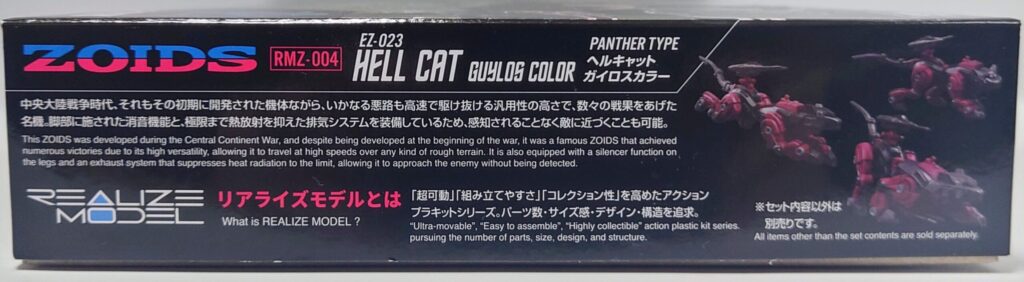 ZOIDS
RMZ-004
EZ-023
HELL CAT GUYLOS COLOR
PANTHER TYPE
ヘルキャット
ガイロスカラー
中央大陸戦争時代、それもその初期に開発された機体ながら、いかなる悪路も高速で駆け抜ける汎用性の高さで、数々の戦果をあげた
名機。脚部に施された消音機能と、極限まで熱放射を抑えた排気システムを装備しているため、感知されることなく敵に近づくことも可能。
This ZOIDS was developed during the Central Continent War, and despite being developed at the beginning of the war, it was a famous ZOIDS that achieved
numerous victories due to its high versatility, allowing it to travel at high speeds over any kind of rough terrain. It is also equipped with a silencer function on
the legs and an exhaust system that suppresses heat radiation to the limit, allowing it to approach the enemy without being detected.
REALIZE
MODEL
リアライズモデルとは
What is REALIZE MODEL ?
「超可動」「組み立てやすさ」「コレクション性」を高めたアクション
プラキットシリーズ。パーツ数・サイズ感・デザイン・構造を追求。
"Ultra-movable", "Easy to assemble", "Highly collectible" action plastic kit series.
pursuing the number of parts, size, design, and structure.
※セット内容以外は
別売りです。
All items other than the set contents are sold separately.